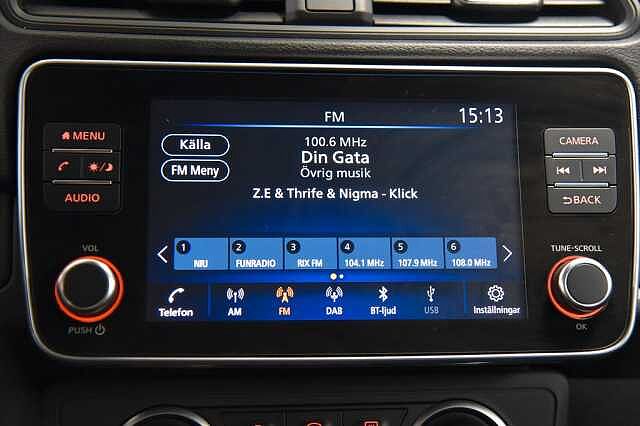 FM
15:13
Källa
FM Meny
100.6 MHz
Din Gata
Övrig musik
Z.E & Thrife & Nigma - Klick
1 NRJ
2 FUNRADIO
3 RIX FM
4 104.1 MHz
5 107.9 MHz
6 108.0 MHz
Telefon
AM
FM
DAB
BT-ljud
USB
Inställningar
MENU
AUDIO
VOL
PUSH
CAMERA
BACK
TUNE-SCROLL
OK